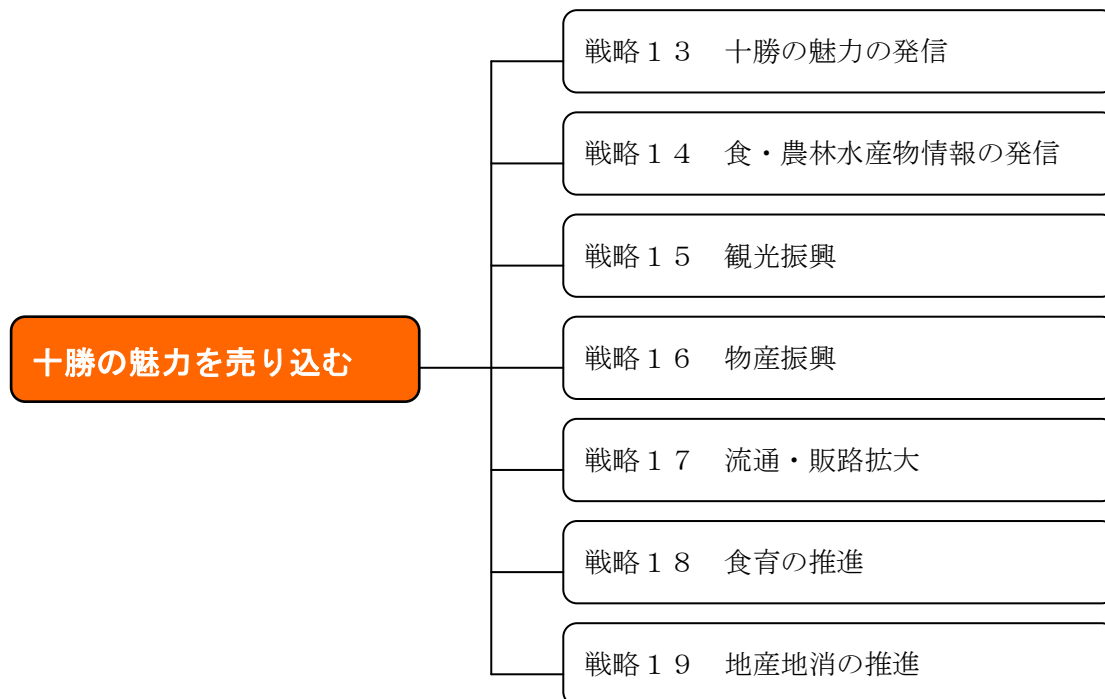 戦略１３　十勝の魅力の発信
戦略１４　食・農林水産物情報の発信
戦略１５　観光振興
十勝の魅力を売り込む
戦略１６　物産振興
戦略１７　流通・販路拡大
戦略１８　食育の推進
戦略１９　地産地消の推進